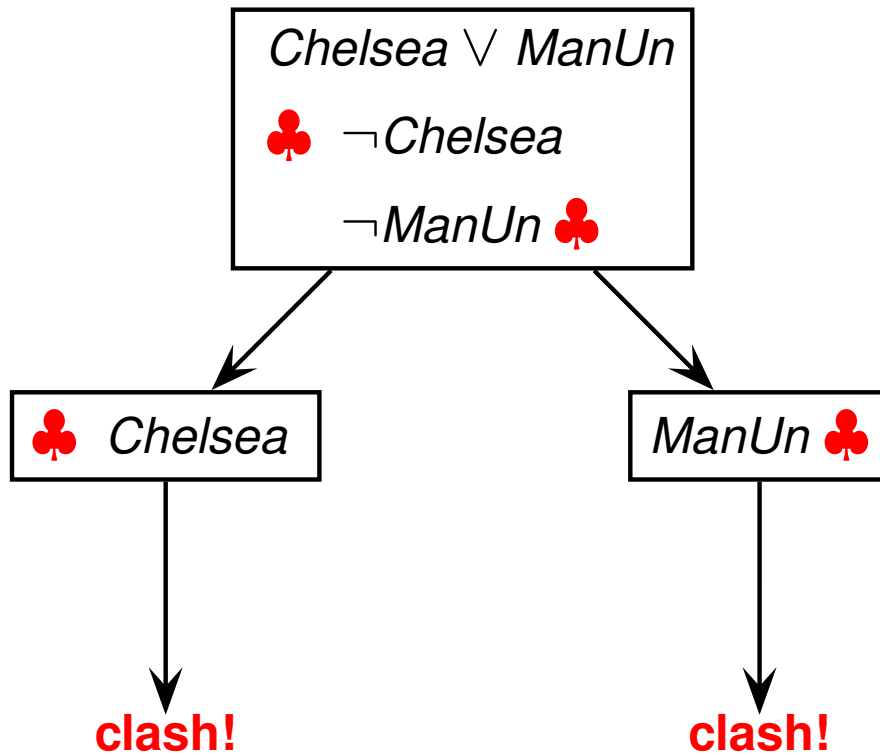 Chelsea ∨ ManUn
♣ ¬Chelsea
¬ManUn ♣
♣ Chelsea
ManUn ♣
clash!
clash!